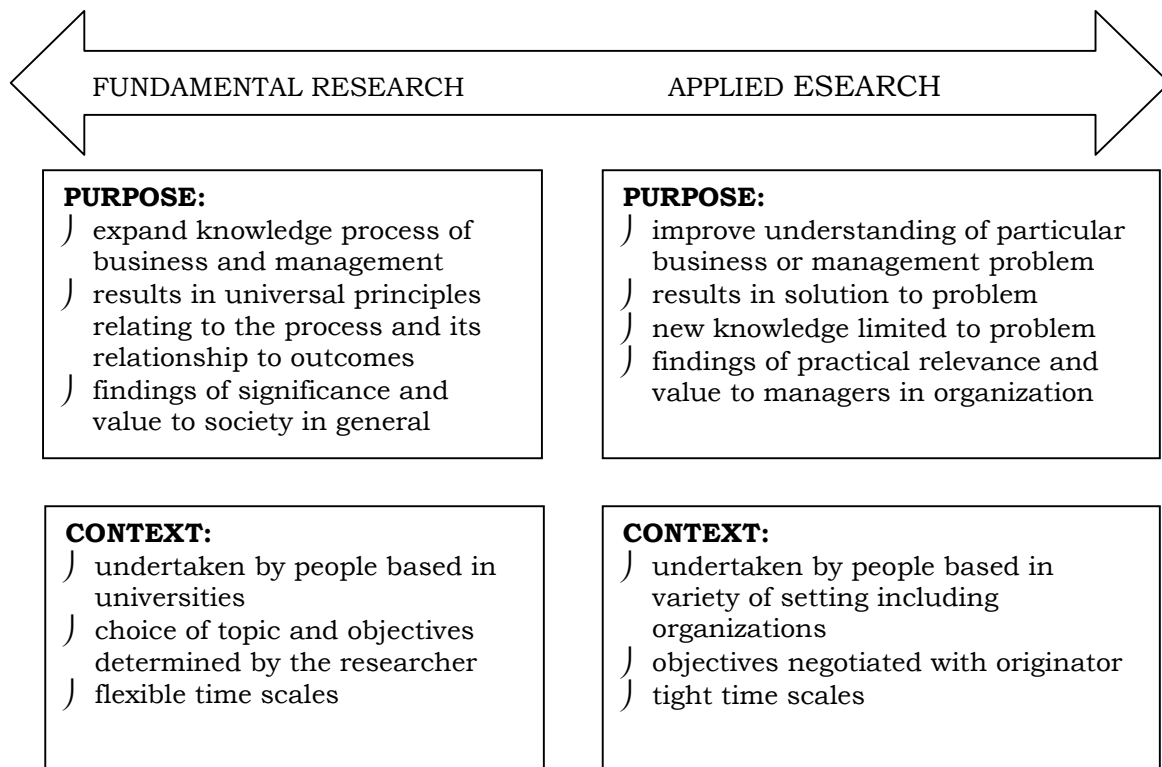 FUNDAMENTAL RESEARCH
APPLIED ESEARCH
PURPOSE:
⌡ expand knowledge process of
business and management
⌡ results in universal principles
relating to the process and its
relationship to outcomes
⌡ findings of significance and
value to society in general
PURPOSE:
⌡ improve understanding of particular
business or management problem
⌡ results in solution to problem
⌡ new knowledge limited to problem
⌡ findings of practical relevance and
value to managers in organization
CONTEXT:
⌡ undertaken by people based in
universities
⌡ choice of topic and objectives
determined by the researcher
⌡ flexible time scales
CONTEXT:
⌡ undertaken by people based in
variety of setting including
organizations
⌡ objectives negotiated with originator
⌡ tight time scales